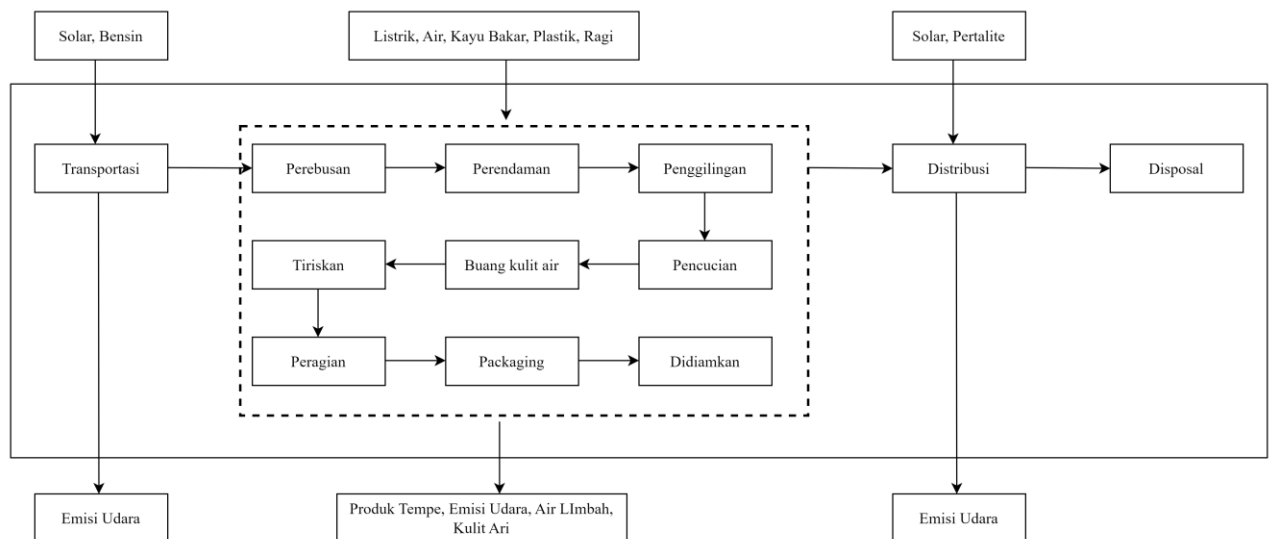 Solar, Bensin
Listrik, Air, Kayu Bakar, Plastik, Ragi
Solar, Pertalite
Transportasi
Perebusan
Perendaman
Penggilingan
Distribusi
Disposal
Tiriskan
Buang kulit air
Pencucian
Peragian
Packaging
Didiamkan
Emisi Udara
Produk Tempe, Emisi Udara, Air LImbah,
Kulit Ari
Emisi Udara